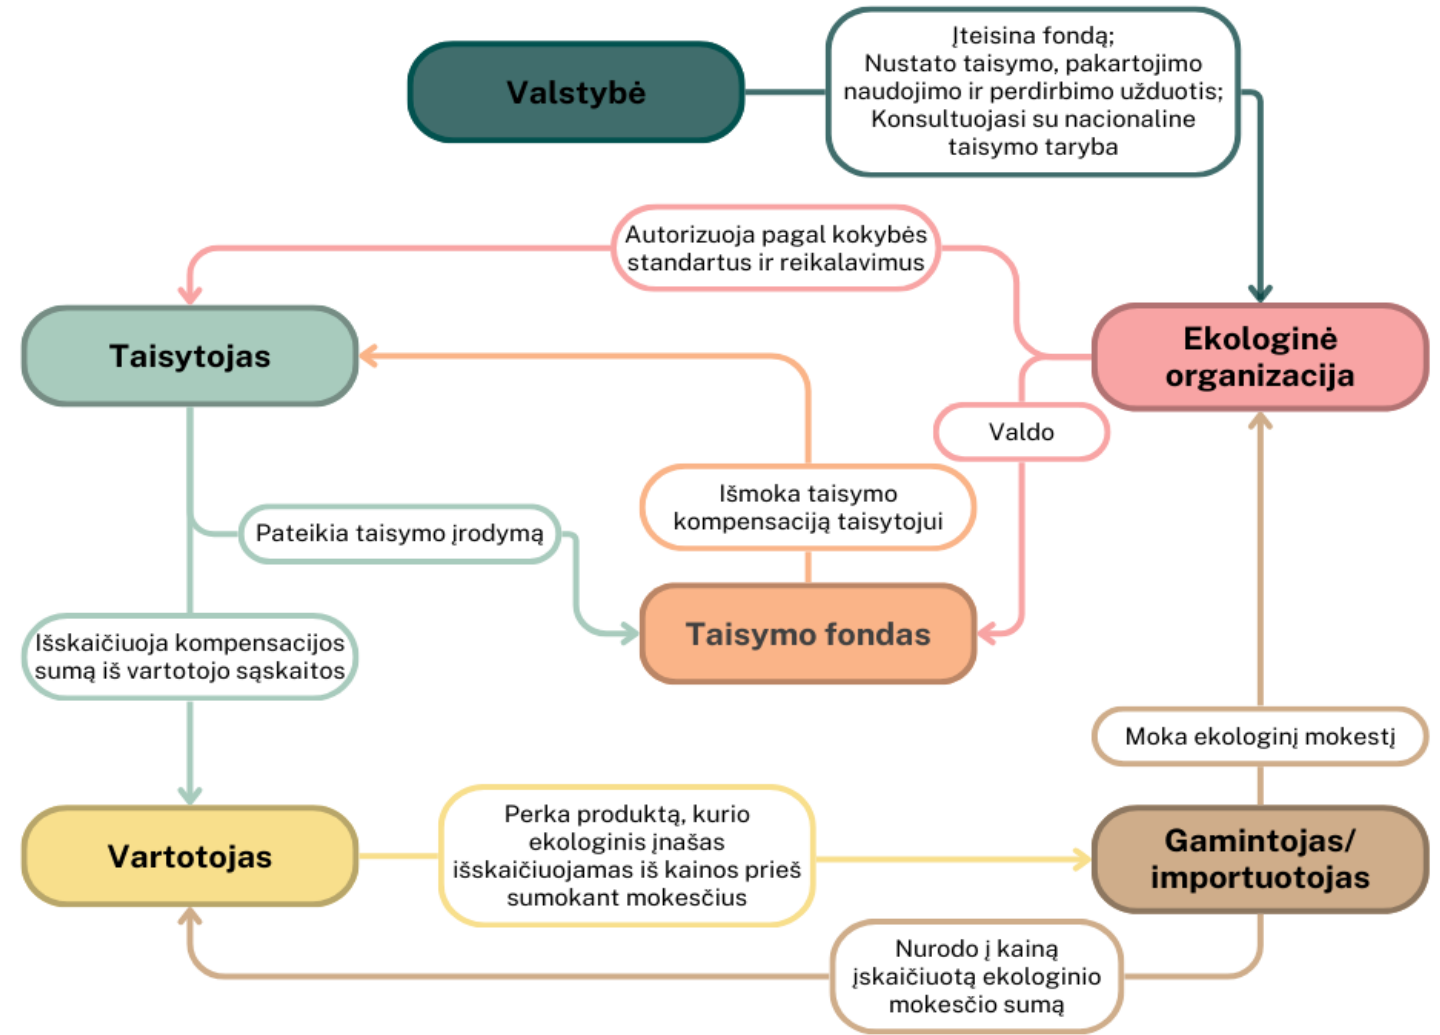 Valstybė
Įteisina fondą;
Nustato taisymo, pakartojimo
naudojimo ir perdirbimo užduotis;
Konsultuojasi su nacionaline
taisymo taryba
Autorizuoja pagal kokybės
standartus ir reikalavimus
Taisytojas
Ekologinė
organizacija
Valdo
Išmoka taisymo
kompensaciją taisytojui
Pateikia taisymo įrodymą
Taisymo fondas
Išskaičiuoja kompensacijos
sumą iš vartotojo sąskaitos
Moka ekologinį mokestį
Vartotojas
Perka produktą, kurio
ekologinis įnašas
išskaičiuojamas iš kainos prieš
sumokant mokesčius
Gamintojas/
importuotojas
Nurodo į kainą
įskaičiuotą ekologinio
mokesčio sumą